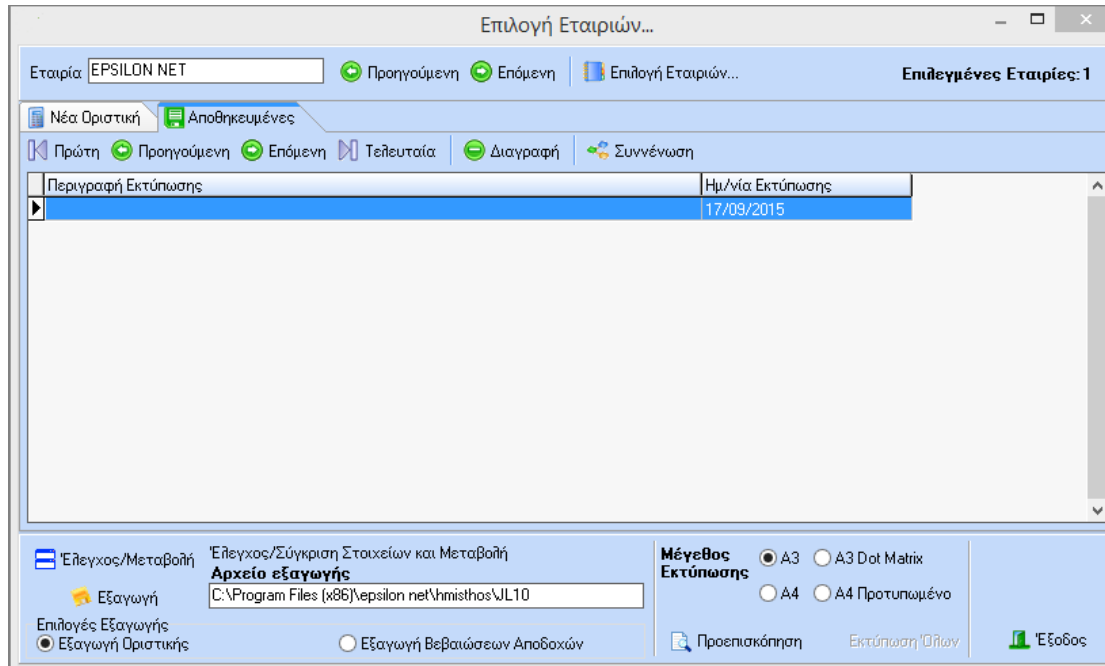 Επιλογή Εταιριών...
Εταιρία EPSILON NET Προηγούμενη Επόμενη Επιλογή Εταιριών... Επιλεγμένες Εταιρίες:1
Νέα Οριστική Αποθηκευμένες
Πρώτη Προηγούμενη Επόμενη Τελευταία Διαγραφή Συννένωση
Περιγραφή Εκτύπωσης Ημ/νία Εκτύπωσης
17/09/2015
Έλεγχος/Μεταβολή Έλεγχος/Σύγκριση Στοιχείων και Μεταβολή
Αρχείο εξαγωγής
Εξαγωγή C:\Program Files (x86)\epsilon net\hmisthos\JL10
Επιλογές Εξαγωγής
Εξαγωγή Οριστικής Εξαγωγή Βεβαιώσεων Αποδοχών
Μέγεθος Εκτύπωσης A3 A3 Dot Matrix
A4 A4 Προτυπωμένο
Προεπισκόπηση Εκτύπωση Όλων Έξοδος